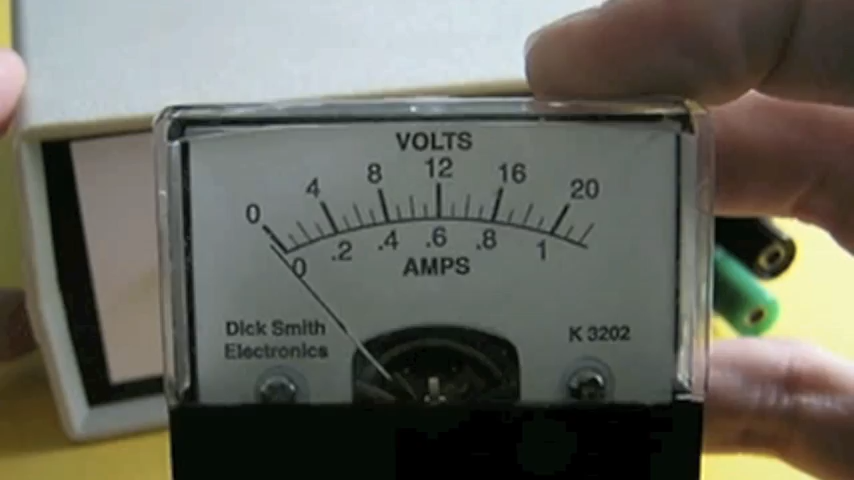 VOLTS
0 4 8 12 16 20
0 .2 .4 .6 .8 1
AMPS
Dick Smith
Electronics
K 3202